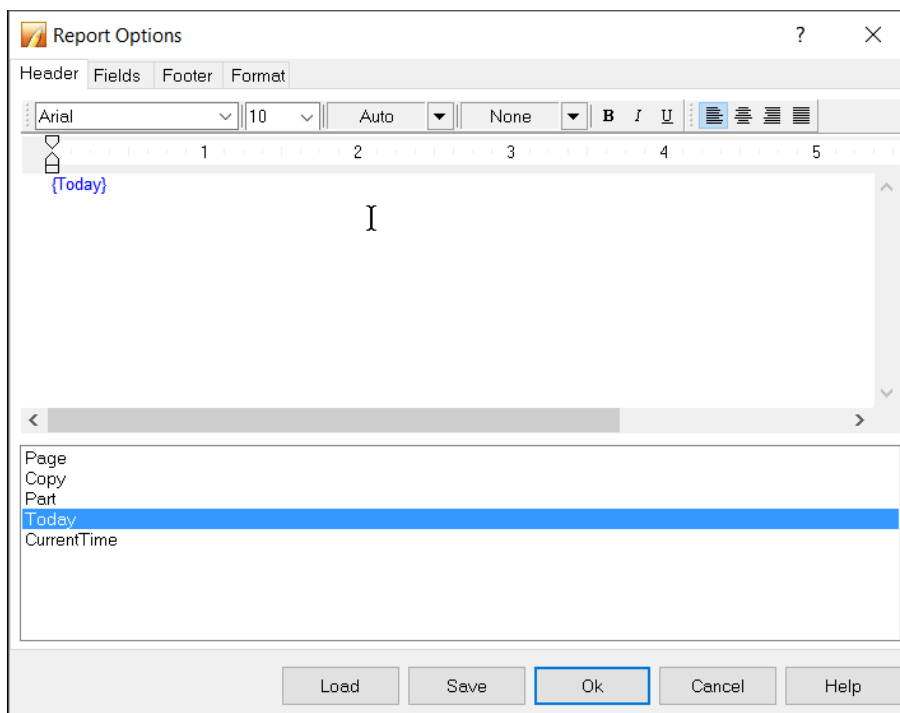 Report Options ?
Header Fields Footer Format
Arial 10 Auto None B I U
1 2 3 4 5
{Today}
Page
Copy
Part
Today
CurrentTime
Load Save Ok Cancel Help